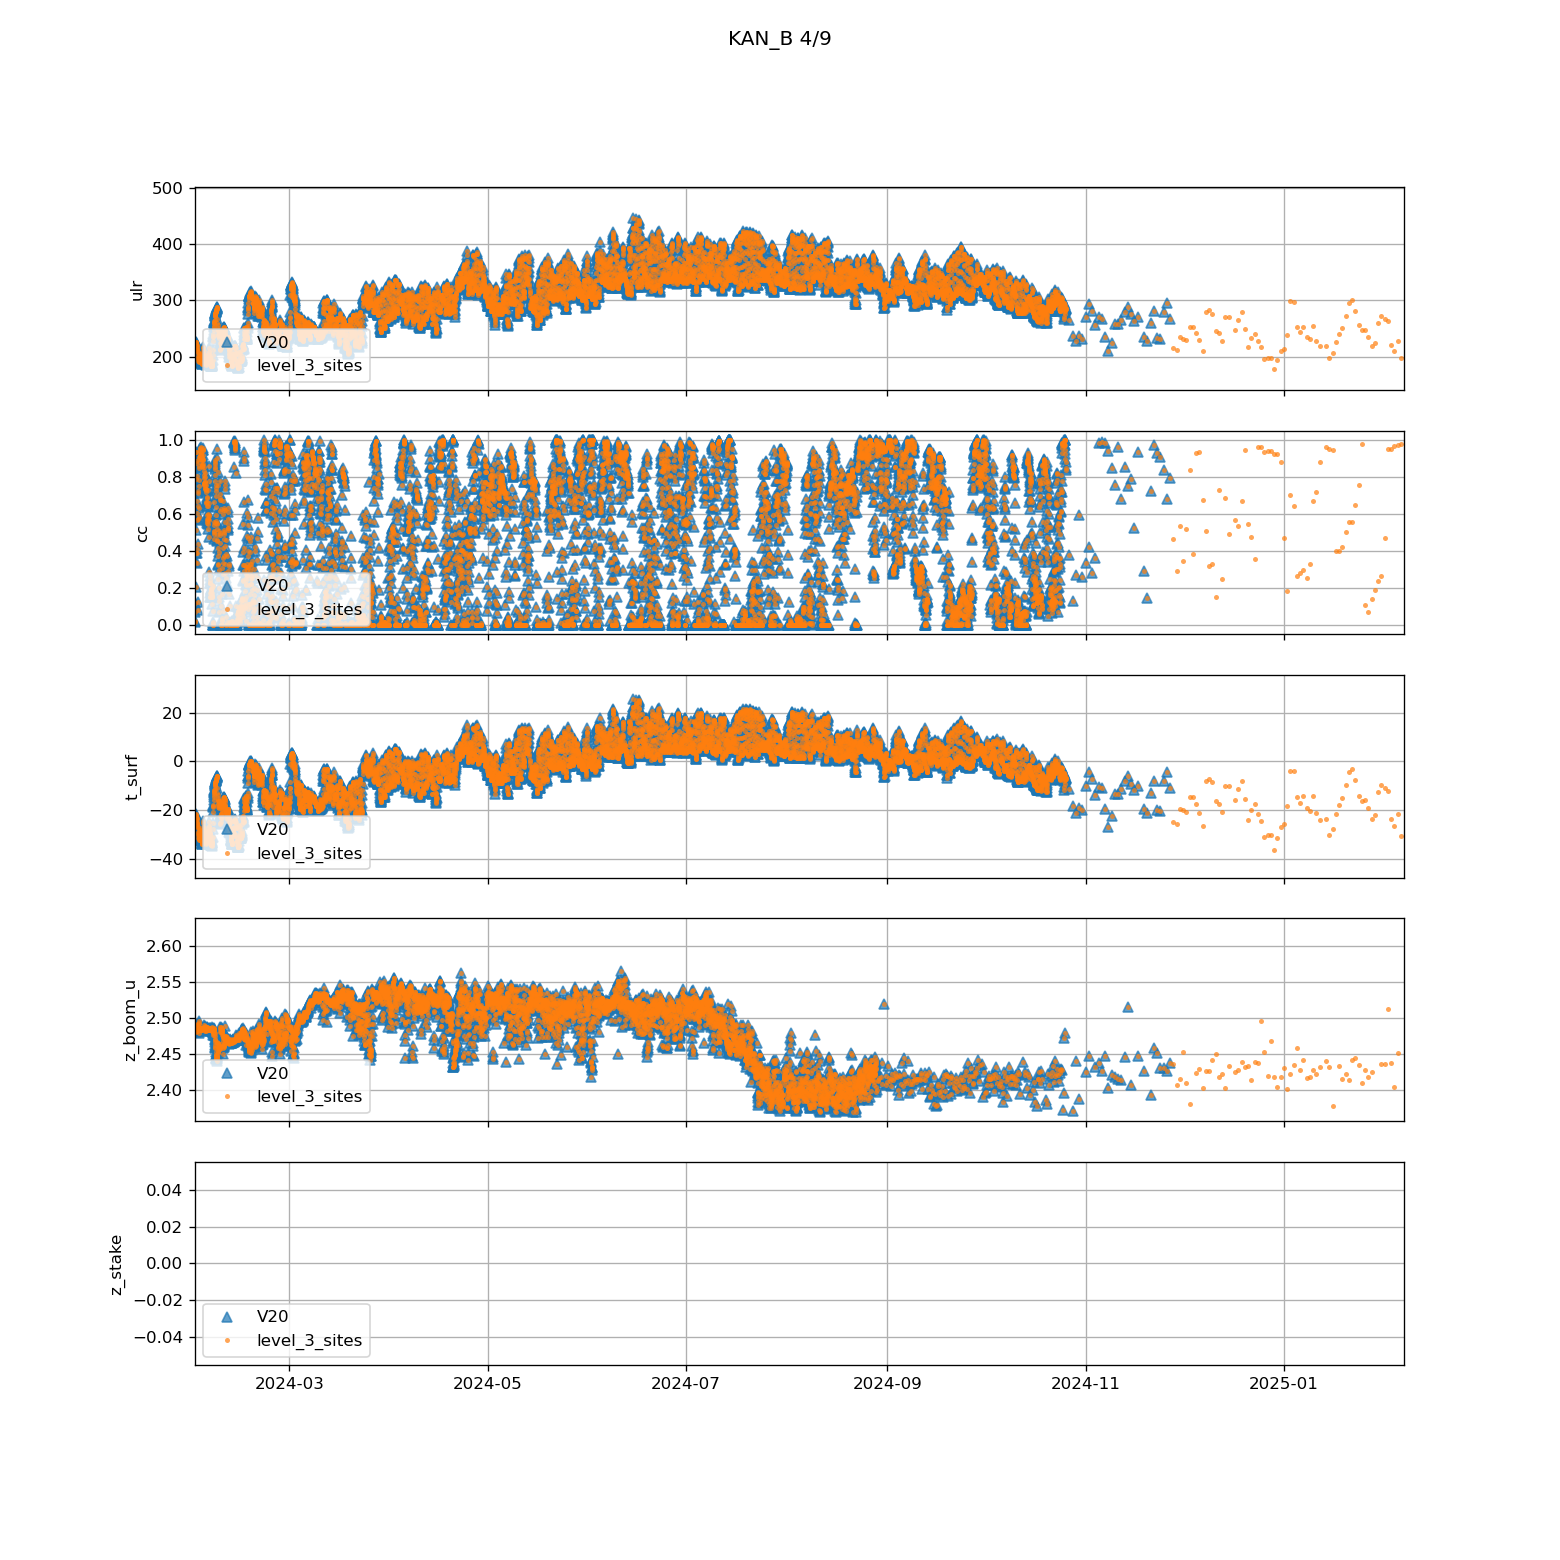 KAN_B 4/9
500
400
300
200
ulr
V20
level_3_sites
1.0
0.8
0.6
0.4
0.2
0.0
cc
V20
level_3_sites
20
0
−20
−40
t_surf
V20
level_3_sites
2.60
2.55
2.50
2.45
2.40
z_boom_u
V20
level_3_sites
0.04
0.02
0.00
−0.02
−0.04
z_stake
V20
level_3_sites
2024-03 2024-05 2024-07 2024-09 2024-11 2025-01